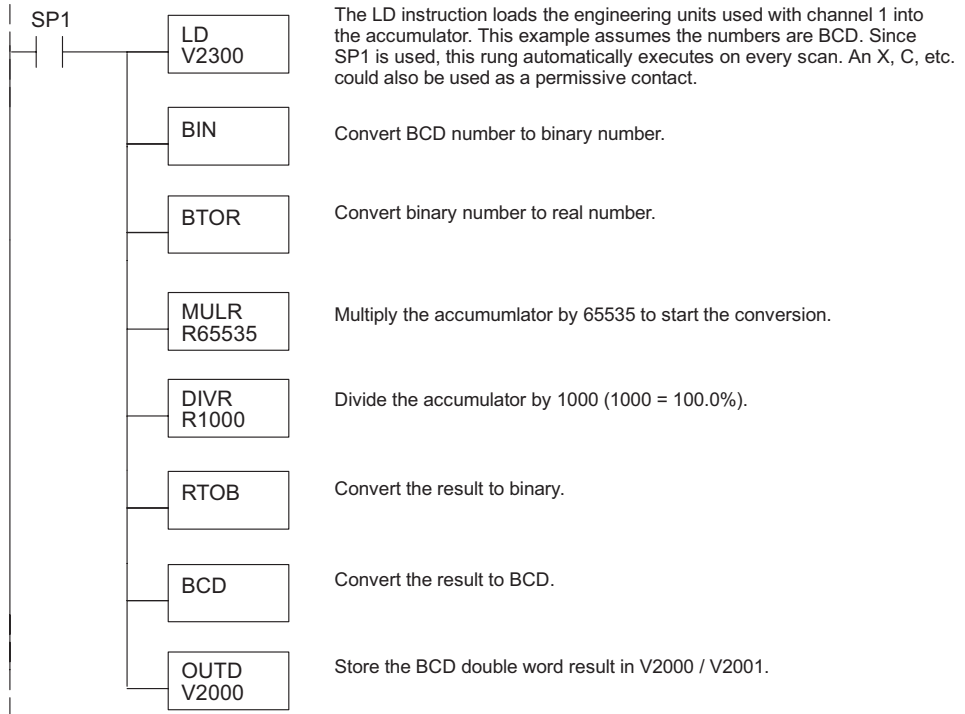 SP1
LD
V2300
The LD instruction loads the engineering units used with channel 1 into
the accumulator. This example assumes the numbers are BCD. Since
SP1 is used, this rung automatically executes on every scan. An X, C, etc.
could also be used as a permissive contact.
BIN
Convert BCD number to binary number.
BTOR
Convert binary number to real number.
MULR
R65535
Multiply the accumumlator by 65535 to start the conversion.
DIVR
R1000
Divide the accumulator by 1000 (1000 = 100.0%).
RTOB
Convert the result to binary.
BCD
Convert the result to BCD.
OUTD
V2000
Store the BCD double word result in V2000 / V2001.